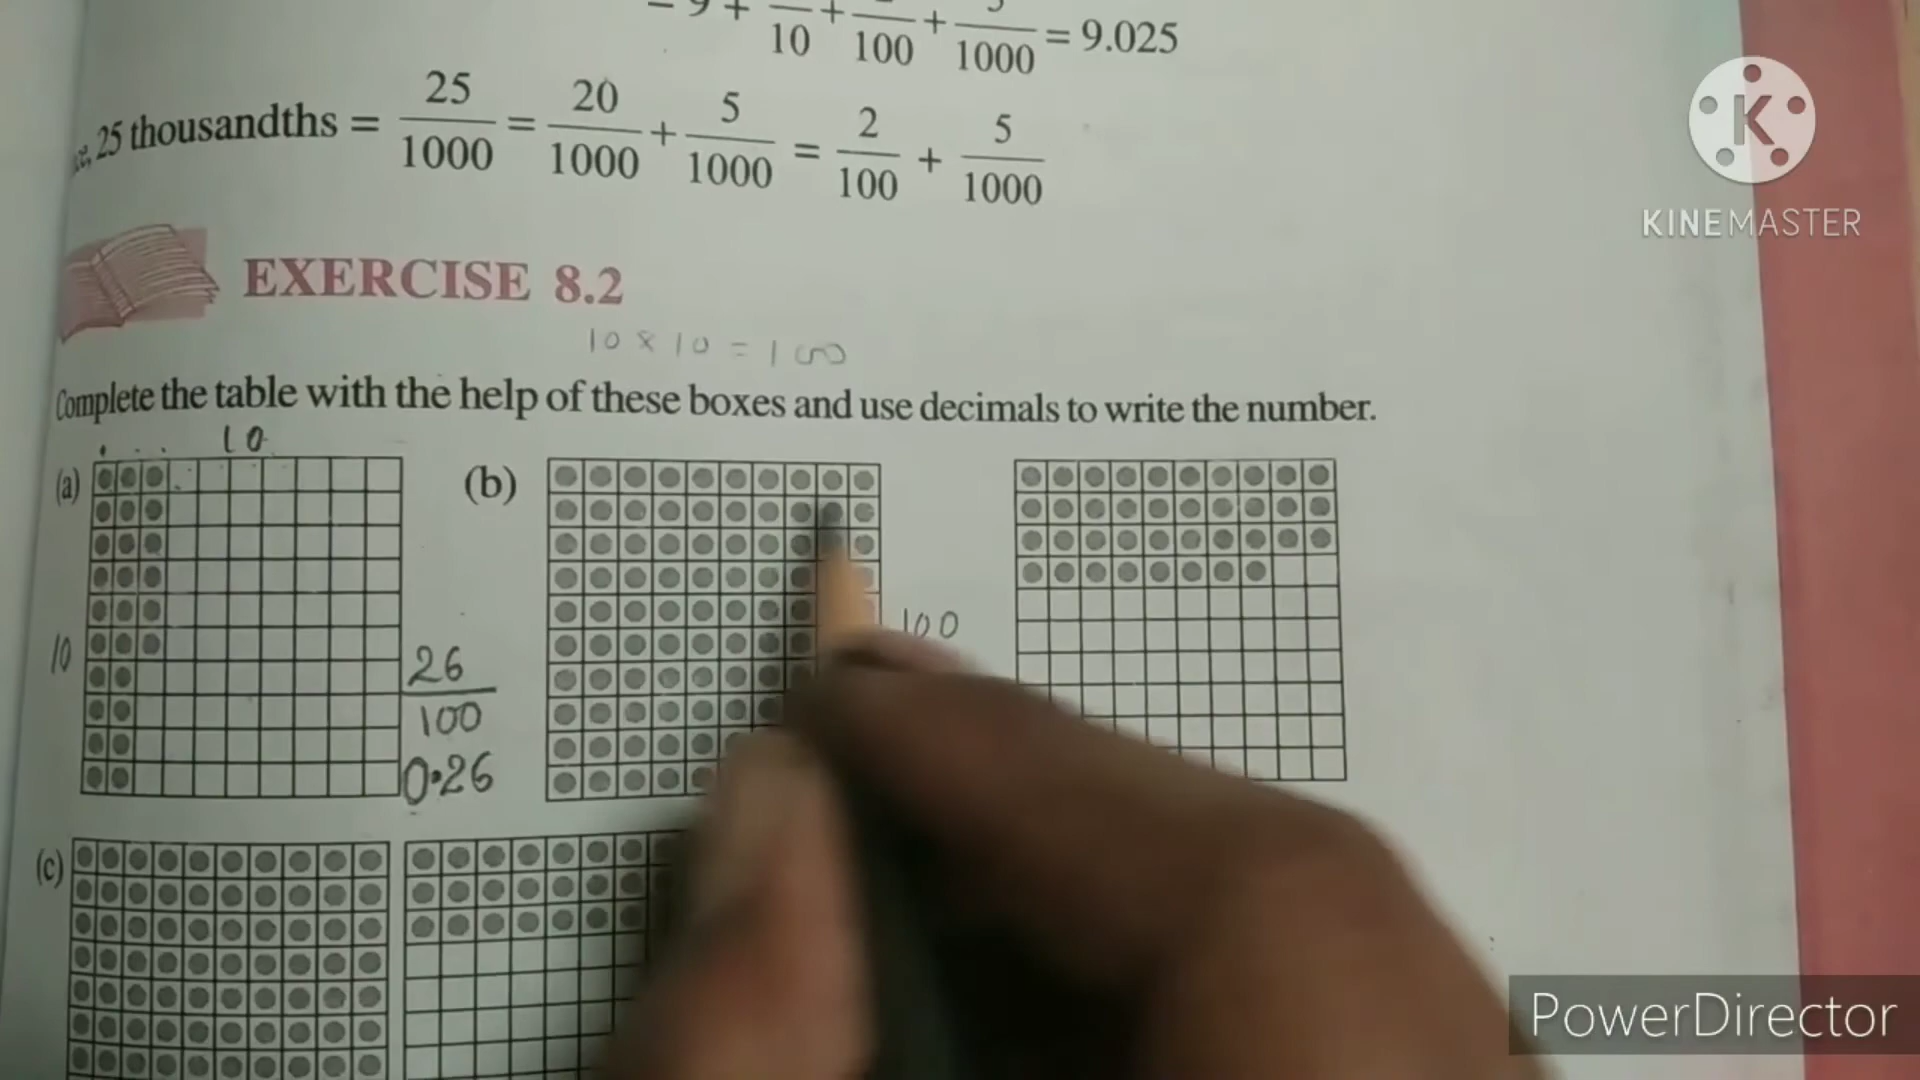 = 9 + /10 + /100 + 5/1000 = 9.025
25 thousandths = 25/1000 = 20/1000 + 5/1000 = 2/100 + 5/1000
K
KINEMASTER
EXERCISE 8.2
10 × 10 = 100
Complete the table with the help of these boxes and use decimals to write the number.
10
(a)
(b)
10
26/100
0.26
100
(c)
PowerDirector